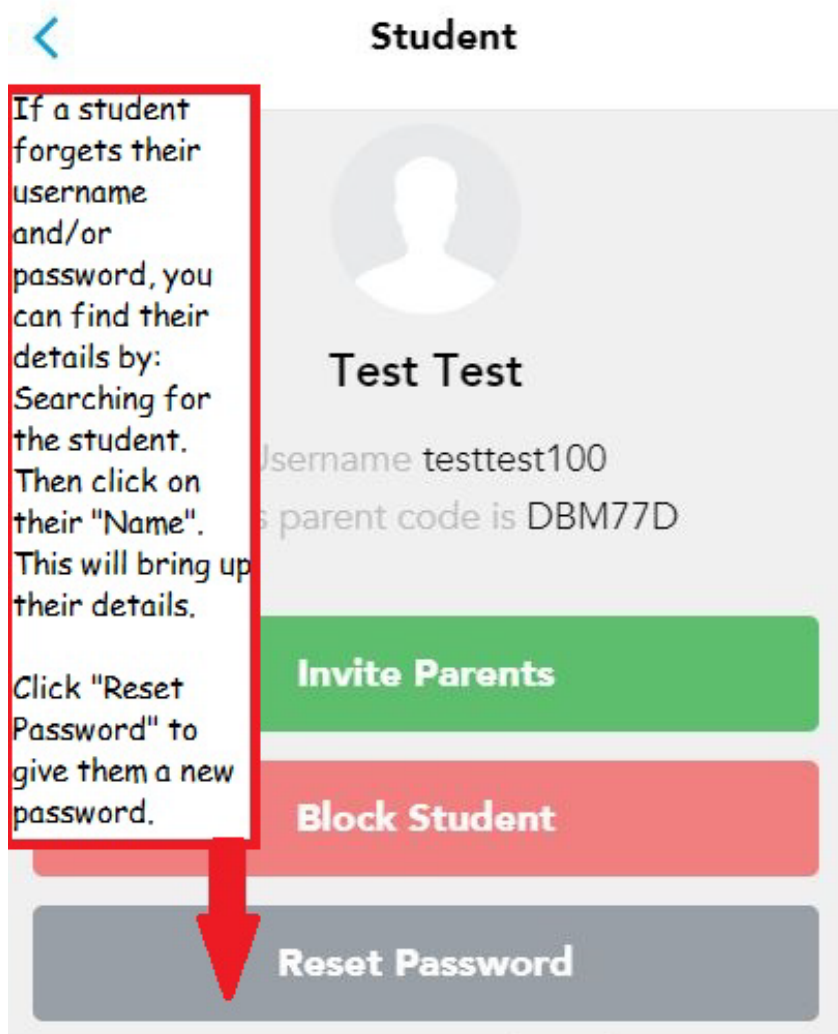 Student
If a student
forgets their
username
and/or
password, you
can find their
details by:
Searching for
the student.
Then click on
their "Name".
This will bring up
their details.
Click "Reset
Password" to
give them a new
password.
Test Test
testtest100
parent code is DBM77D
Invite Parents
Block Student
Reset Password